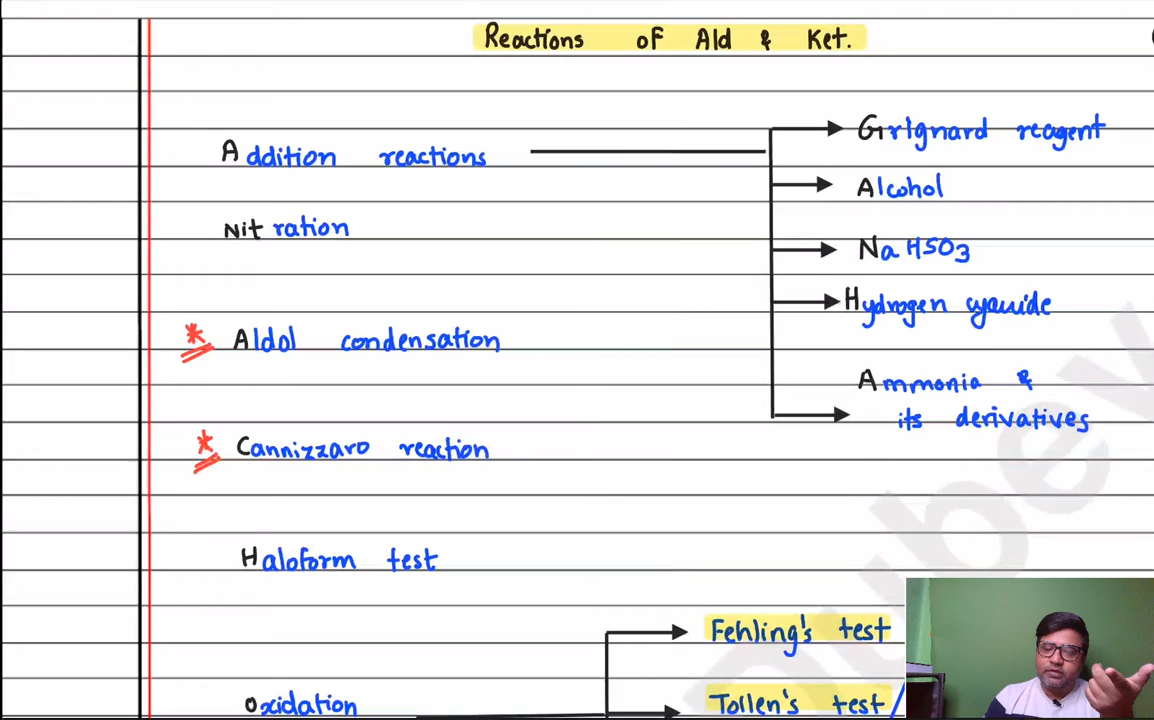 Reactions of Ald & Ket.
Addition reactions
Grignard reagent
Alcohol
Nitration
NaHSO3
Hydrogen cyanide
Aldol condensation
Ammonia &
its derivatives
Cannizzaro reaction
Haloform test
Fehling's test
Oxidation
Tollen's test